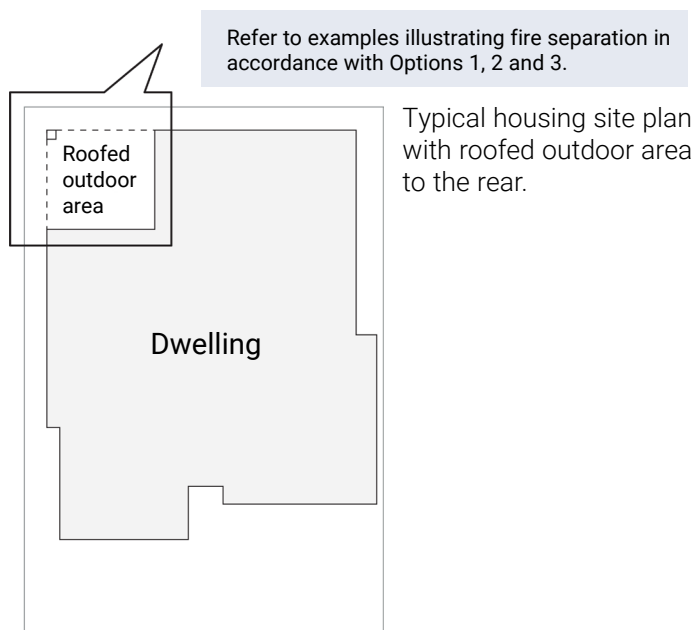 Refer to examples illustrating fire separation in
accordance with Options 1, 2 and 3.
Typical housing site plan
with roofed outdoor area
to the rear.
Roofed
outdoor
area
Dwelling